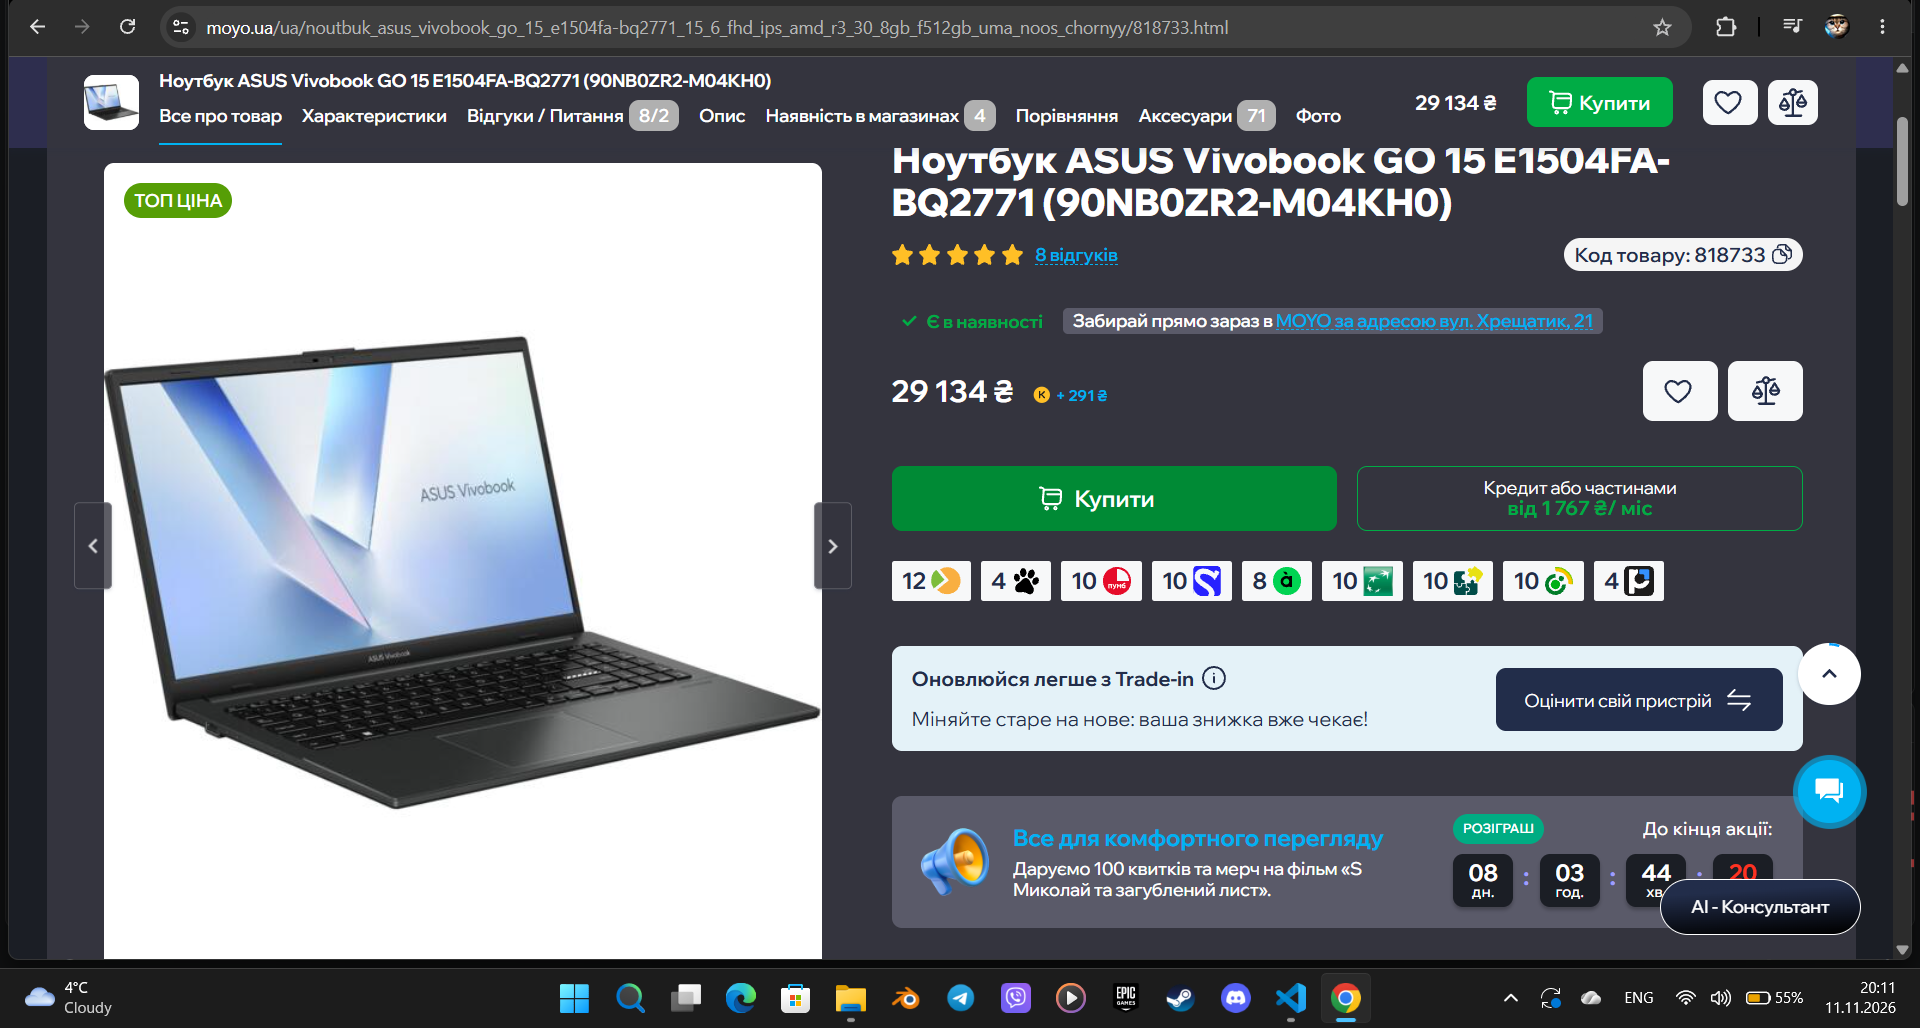 moyo.ua/ua/noutbuk_asus_vivobook_go_15_e1504fa-bq2771_15_6_fhd_ips_amd_r3_30_8gb_f512gb_uma_noos_chornyy/818733.html
Ноутбук ASUS Vivobook GO 15 E1504FA-BQ2771 (90NB0ZR2-M04KH0)
Все про товар Характеристики Відгуки / Питання 8/2 Опис Наявність в магазинах 4 Порівняння Аксесуари 71 Фото
29 134 ₴ Купити
ТОП ЦІНА
ASUS Vivobook
ASUS Vivobook
Ноутбук ASUS Vivobook GO 15 E1504FA-
BQ2771 (90NB0ZR2-M04KH0)
8 відгуків
Код товару: 818733
Є в наявності
Забирай прямо зараз в MOYO за адресою вул. Хрещатик, 21
29 134 ₴ K + 291 ₴
Купити
Кредит або частинами
від 1 767 ₴/ міс
12 4 10 пумб 10 8 à 10 10 10 4
Оновлюйся легше з Trade-in
Міняйте старе на нове: ваша знижка вже чекає!
Оцінити свій пристрій
Все для комфортного перегляду
Даруємо 100 квитків та мерч на фільм «S
Миколай та загублений лист».
РОЗІГРАШ
До кінця акції:
08 : 03 : 44 : 20
дн. год. хв
AI - Консультант
4°C
Cloudy
EPIC
GAMES
ENG
55%
20:11
11.11.2026